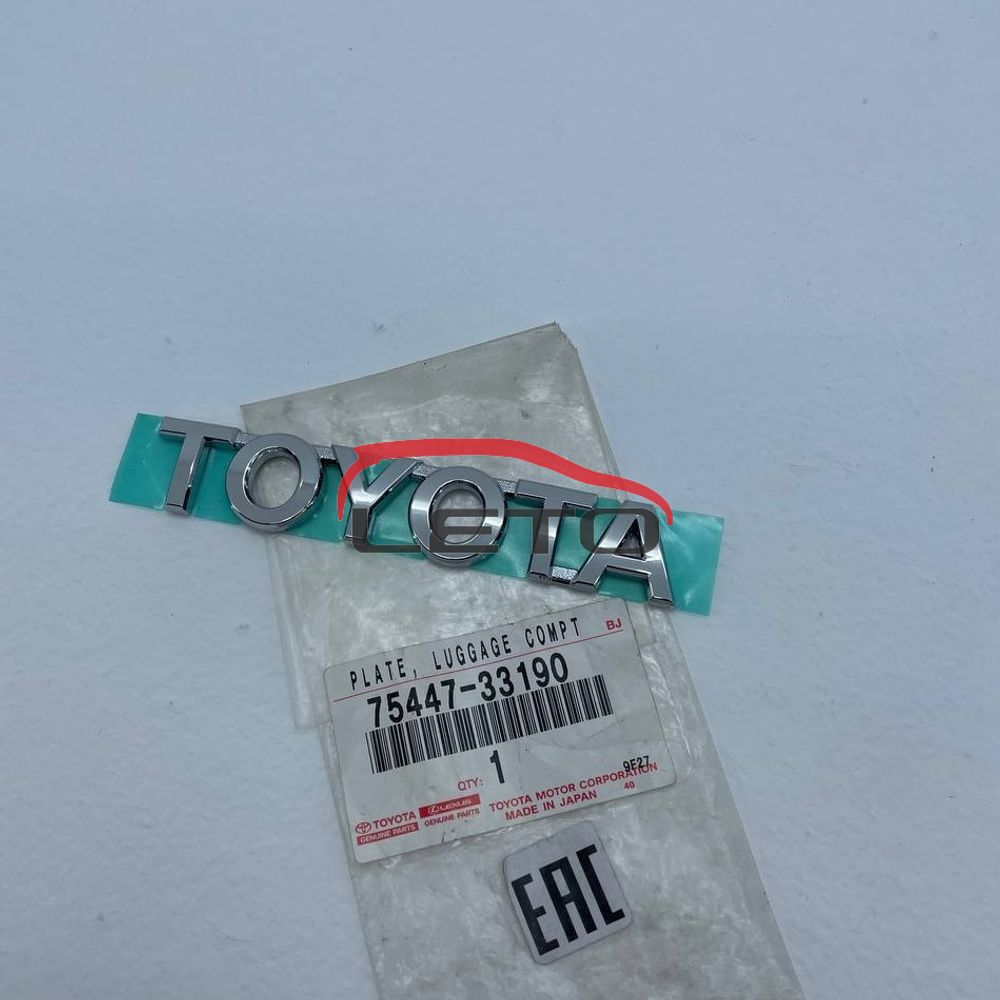 TOYOTA
LETO
PLATE, LUGGAGE COMPT BJ
75447-33190
QTY: 1 9E27
TOYOTA LEXUS TOYOTA MOTOR CORPORATION
GENUINE PARTS GENUINE PARTS MADE IN JAPAN 40
EAC